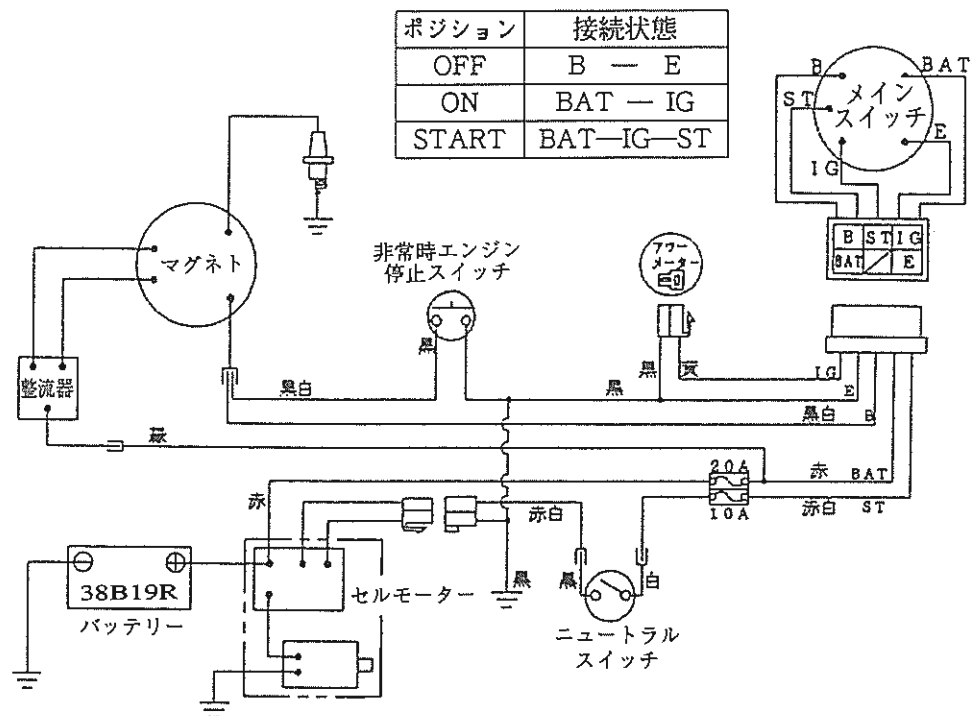 ポジション 接続状態
OFF B — E
ON BAT — IG
START BAT—IG—ST
B
BAT
ST
メイン
スイッチ
E
IG
B ST IG
BAT E
マグネト
非常時エンジン
停止スイッチ
アワー
メーター
黒
整流器
黒白
黒
黒
黄
IG
E
黒白
B
緑
20A
赤
BAT
赤
赤白
10A
赤白
ST
38B19R
バッテリー
セルモーター
黒
黒
白
ニュートラル
スイッチ